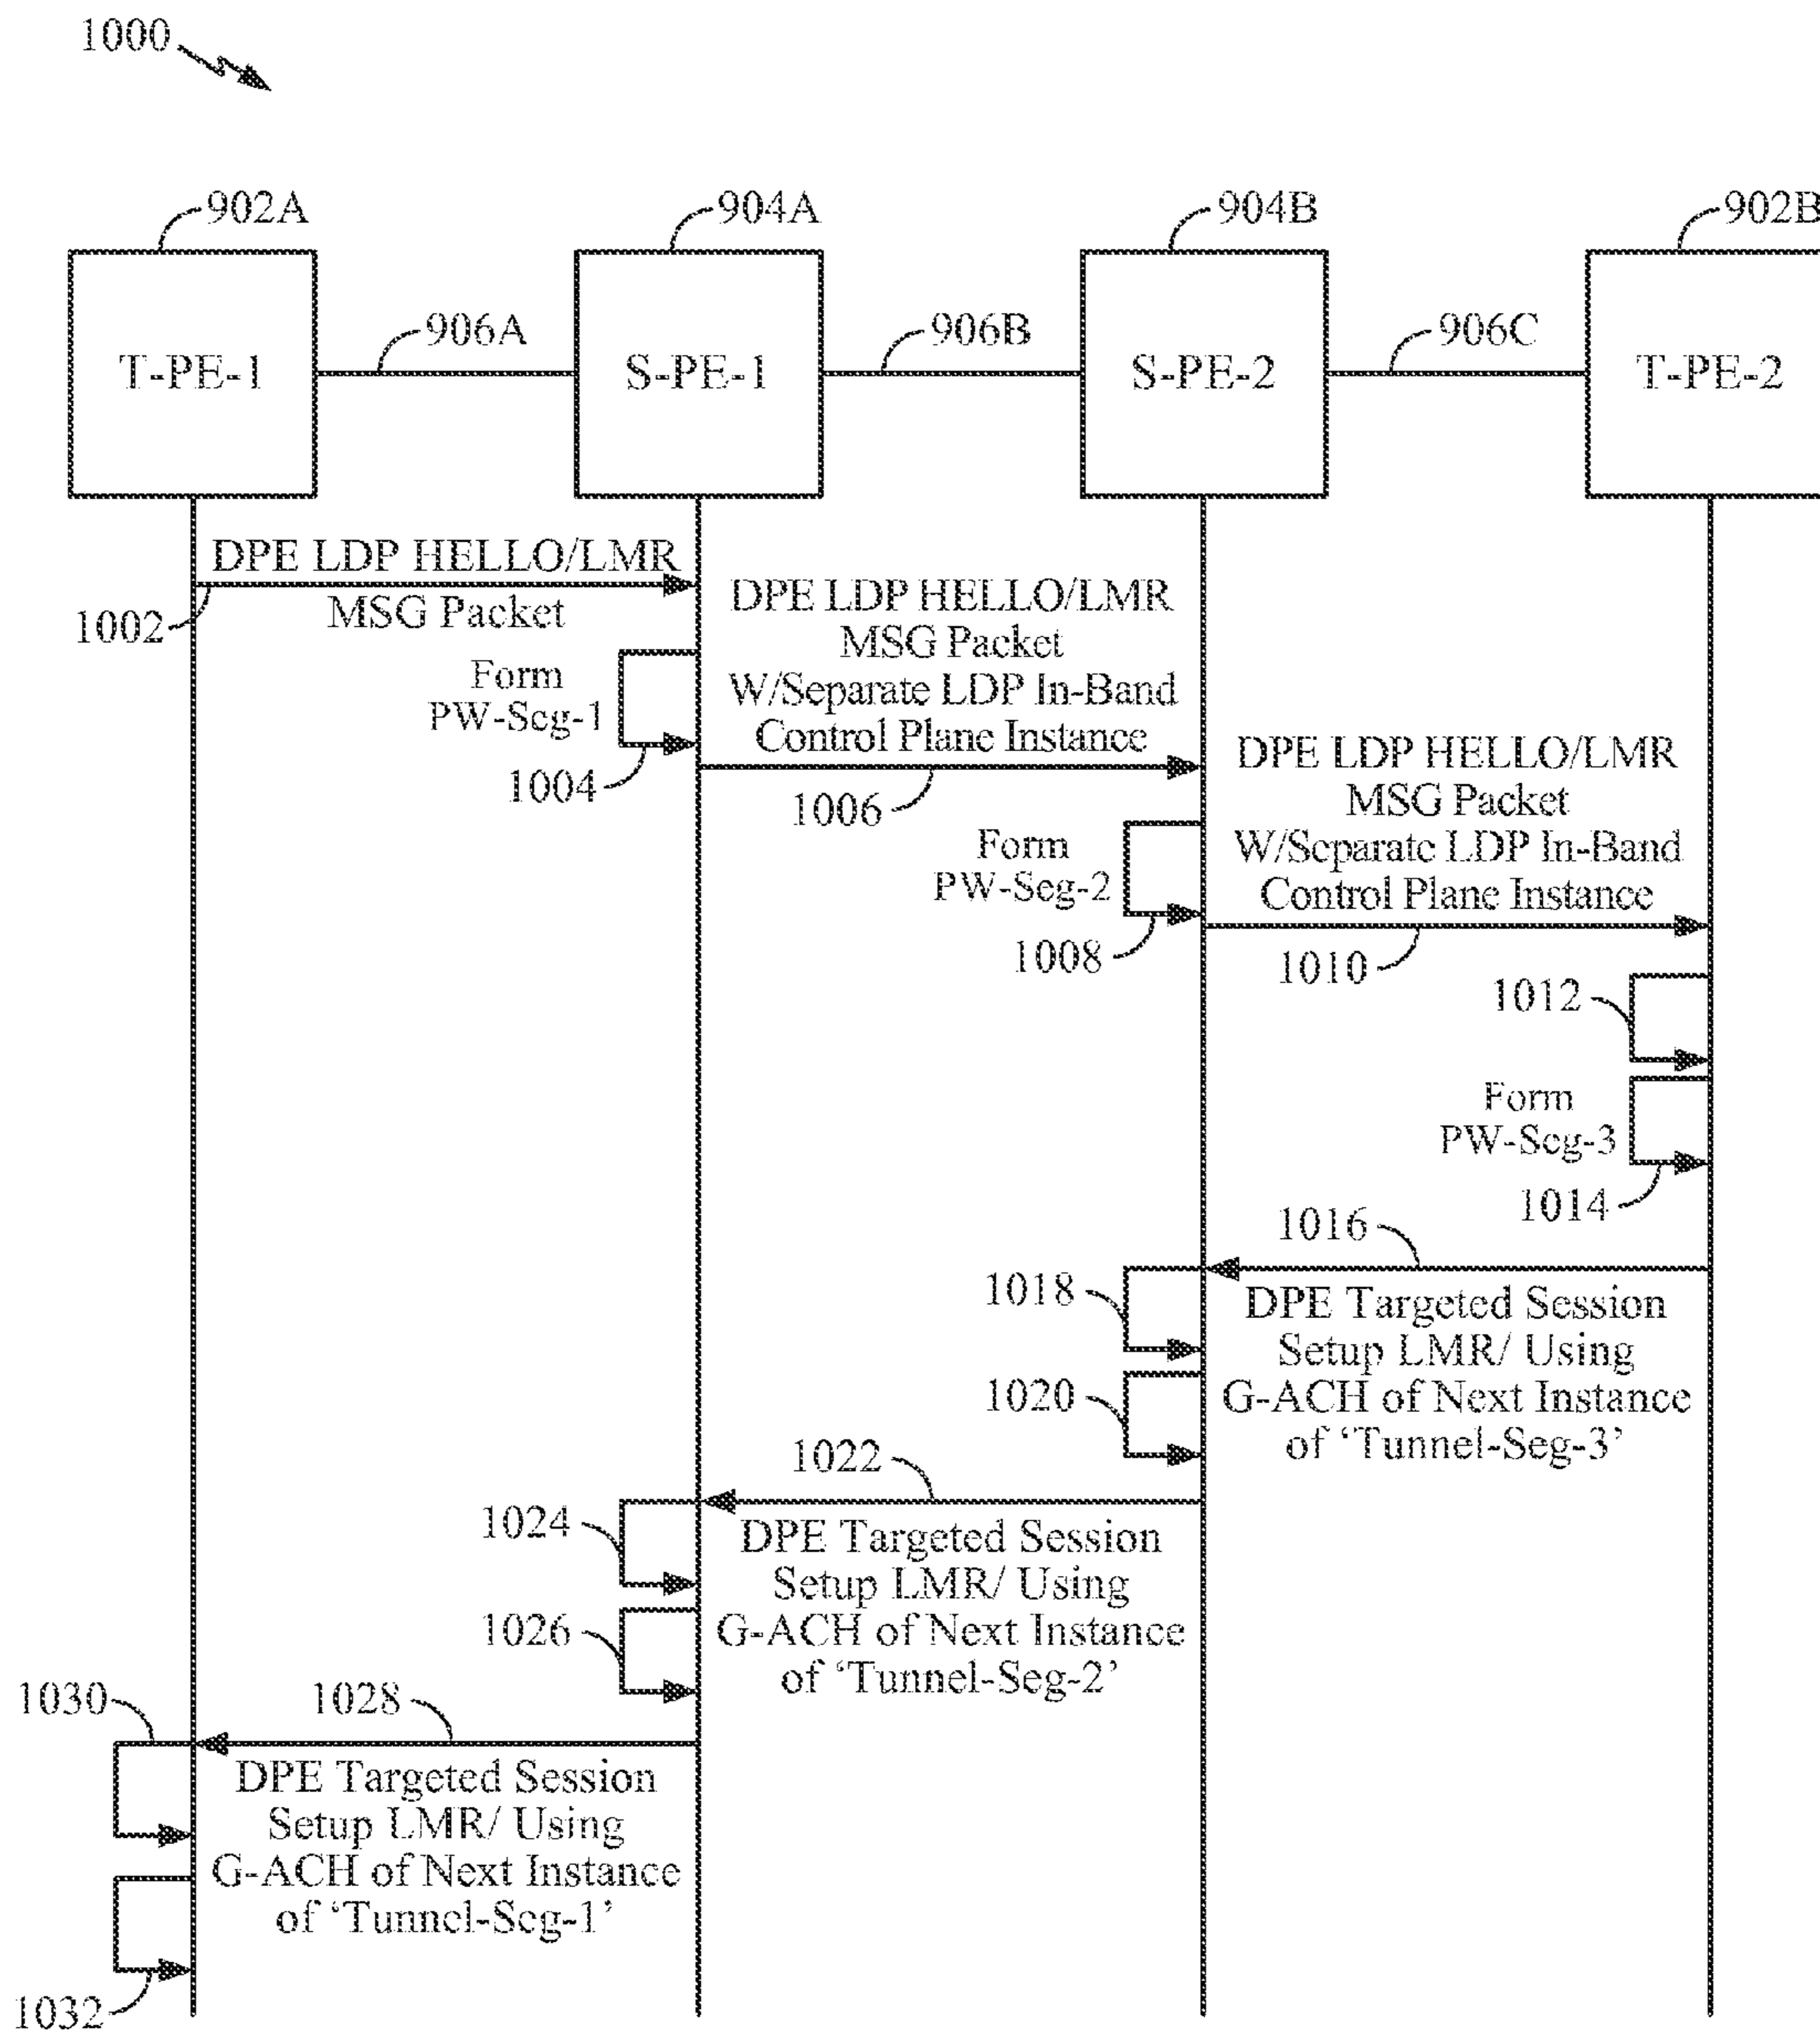 1000
902A
904A
904B
902B
906A
906B
906C
T-PE-1
S-PE-1
S-PE-2
T-PE-2
DPE LDP HELLO/LMR
MSG Packet
1002
Form
PW-Seg-1
1004
DPE LDP HELLO/LMR
MSG Packet
W/Separate LDP In-Band
Control Plane Instance
1006
Form
PW-Seg-2
1008
DPE LDP HELLO/LMR
MSG Packet
W/Separate LDP In-Band
Control Plane Instance
1010
1012
Form
PW-Seg-3
1014
1016
DPE Targeted Session
Setup LMR/ Using
G-ACH of Next Instance
of ‘Tunnel-Seg-3’
1018
1020
1022
DPE Targeted Session
Setup LMR/ Using
G-ACH of Next Instance
of ‘Tunnel-Seg-2’
1024
1026
1028
DPE Targeted Session
Setup LMR/ Using
G-ACH of Next Instance
of ‘Tunnel-Seg-1’
1030
1032